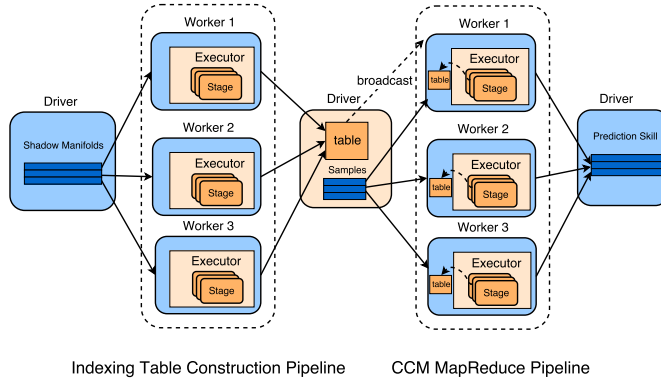 Worker 1
Executor
Stage
Worker 2
Executor
Stage
Worker 3
Executor
Stage
Driver
Shadow Manifolds
broadcast
Driver
table
Samples
Worker 1
Executor
table
Stage
Worker 2
Executor
table
Stage
Worker 3
Executor
table
Stage
Driver
Prediction Skill
Indexing Table Construction Pipeline
CCM MapReduce Pipeline